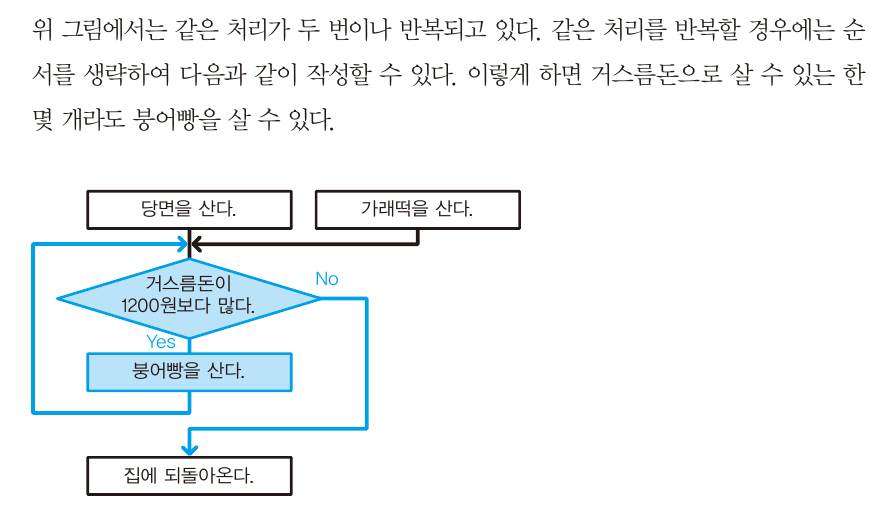 위 그림에서는 같은 처리가 두 번이나 반복되고 있다. 같은 처리를 반복할 경우에는 순
서를 생략하여 다음과 같이 작성할 수 있다. 이렇게 하면 거스름돈으로 살 수 있는 한
몇 개라도 붕어빵을 살 수 있다.
당면을 산다.
가래떡을 산다.
거스름돈이
1200원보다 많다.
No
Yes
붕어빵을 산다.
집에 되돌아온다.